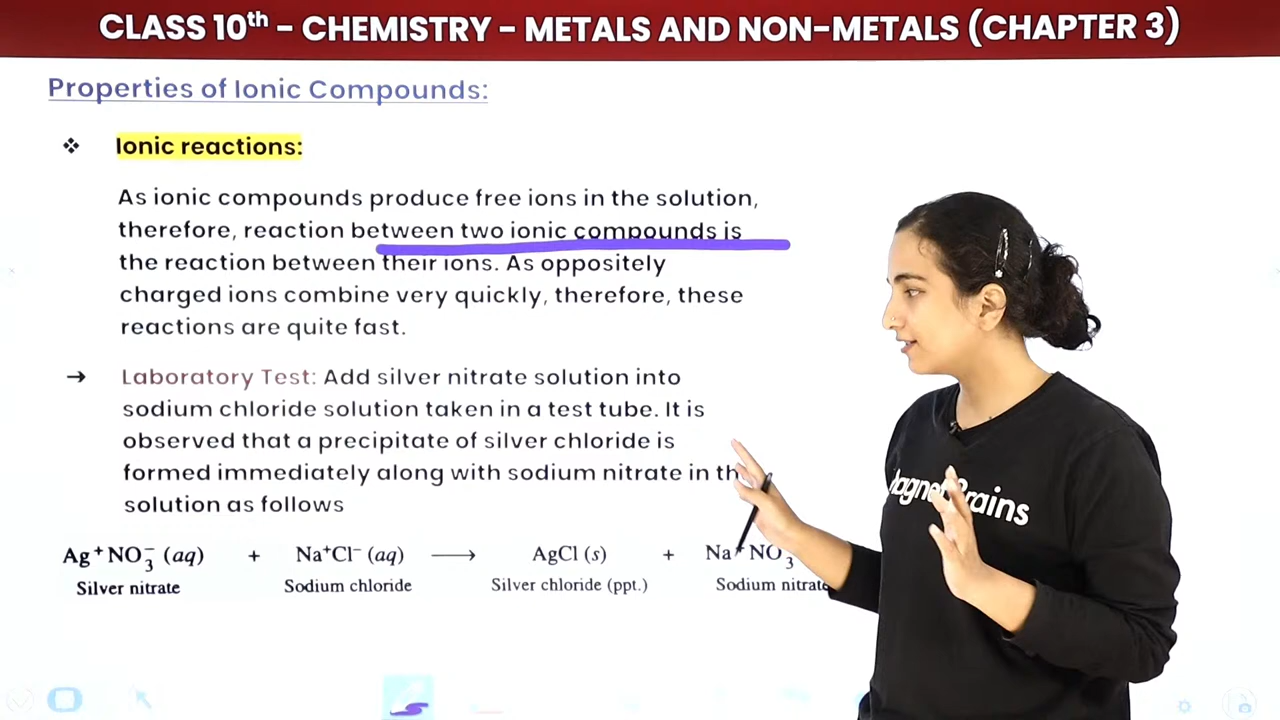 CLASS 10th – CHEMISTRY – METALS AND NON-METALS (CHAPTER 3)
Properties of Ionic Compounds:
❖ Ionic reactions:
As ionic compounds produce free ions in the solution,
therefore, reaction between two ionic compounds is
the reaction between their ions. As oppositely
charged ions combine very quickly, therefore, these
reactions are quite fast.
→ Laboratory Test: Add silver nitrate solution into
sodium chloride solution taken in a test tube. It is
observed that a precipitate of silver chloride is
formed immediately along with sodium nitrate in
solution as follows
Ag⁺NO₃⁻ (aq) + Na⁺Cl⁻ (aq) ⟶ AgCl (s) + Na⁺NO₃
Silver nitrate Sodium chloride Silver chloride (ppt.) Sodium nitrate